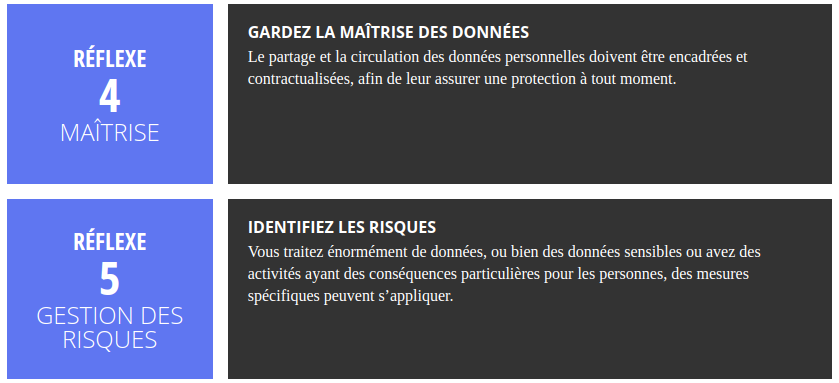 RÉFLEXE
4
MAÎTRISE
GARDEZ LA MAÎTRISE DES DONNÉES
Le partage et la circulation des données personnelles doivent être encadrées et
contractualisées, afin de leur assurer une protection à tout moment.
RÉFLEXE
5
GESTION DES
RISQUES
IDENTIFIEZ LES RISQUES
Vous traitez énormément de données, ou bien des données sensibles ou avez des
activités ayant des conséquences particulières pour les personnes, des mesures
spécifiques peuvent s’appliquer.